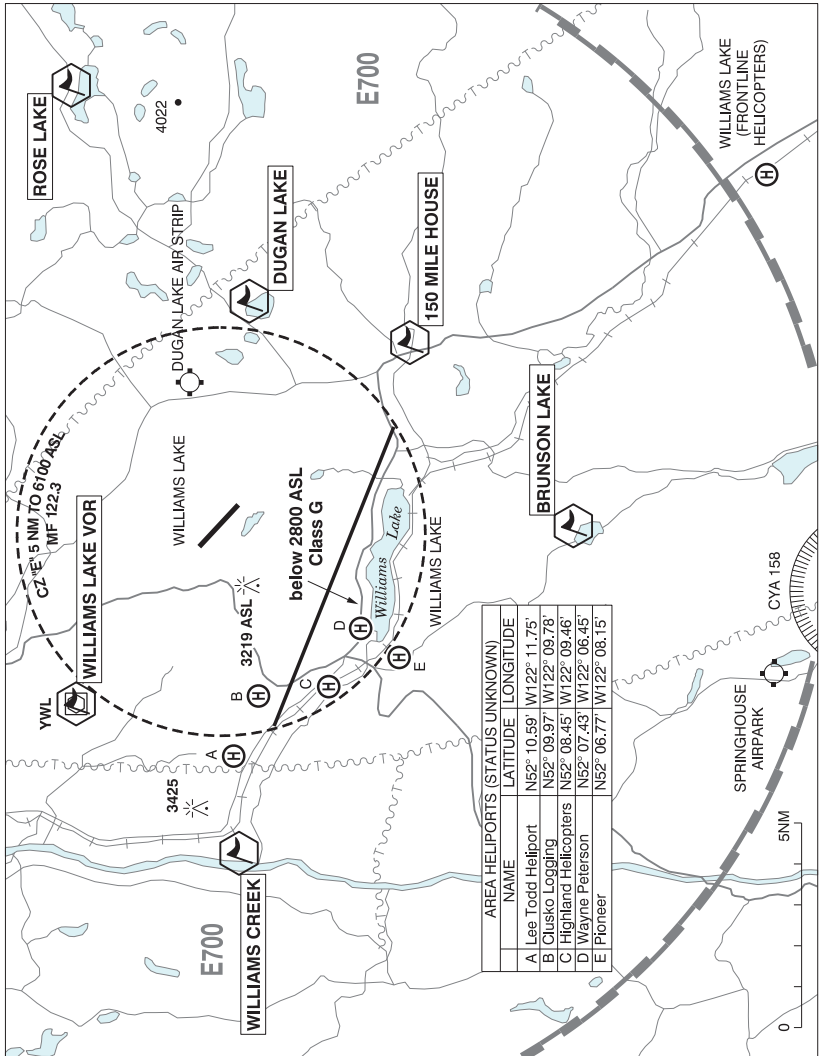 ROSE LAKE
4022
E700
DUGAN LAKE AIR STRIP
DUGAN LAKE
150 MILE HOUSE
WILLIAMS LAKE
(FRONTLINE
HELICOPTERS)
CZ "E" 5 NM TO 6100 ASL
MF 122.3
WILLIAMS LAKE
YWL
WILLIAMS LAKE VOR
3219 ASL
below 2800 ASL
Class G
Williams Lake
WILLIAMS LAKE
BRUNSON LAKE
A
H
B
H
C
H
D
H
E
H
H
3425
WILLIAMS CREEK
E700
CYA 158
SPRINGHOUSE
AIRPARK
AREA HELIPORTS (STATUS UNKNOWN)
NAME LATITUDE LONGITUDE
A Lee Todd Heliport N52° 10.59' W122° 11.75'
B Clusko Logging N52° 09.97' W122° 09.78'
C Highland Helicopters N52° 08.45' W122° 09.46'
D Wayne Peterson N52° 07.43' W122° 06.45'
E Pioneer N52° 06.77' W122° 08.15'
0 5NM